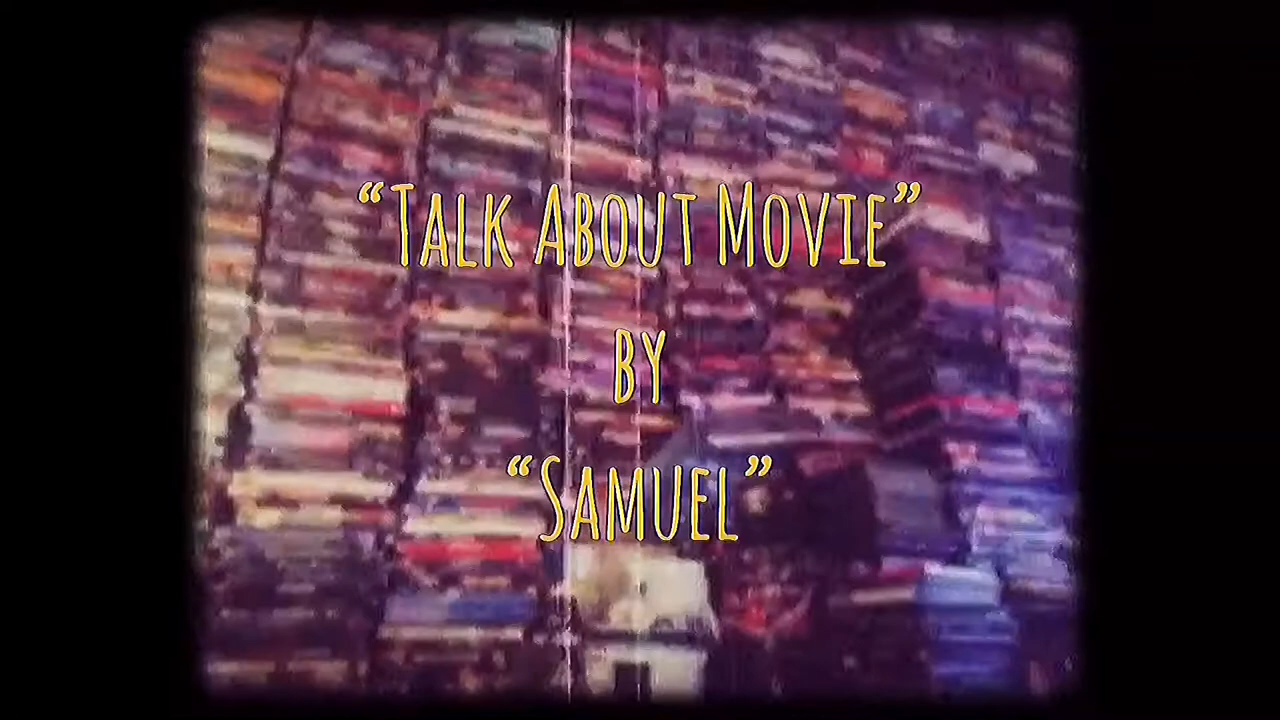 “Talk About Movie”
by
“Samuel”